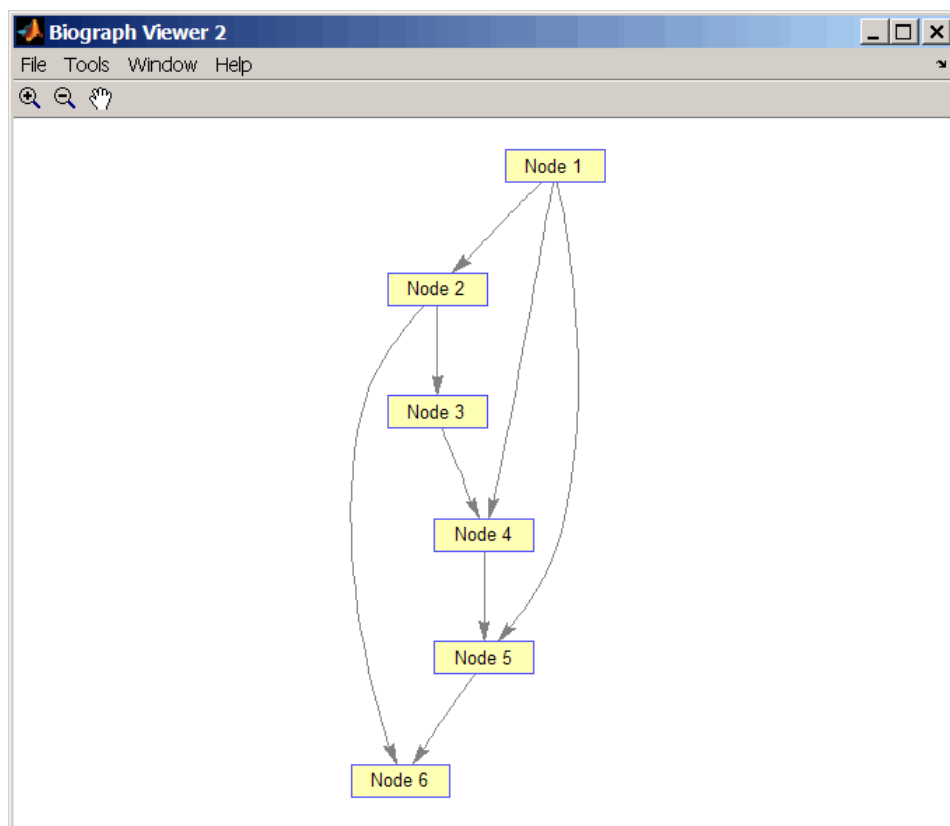 Biograph Viewer 2
File Tools Window Help
Node 1
Node 2
Node 3
Node 4
Node 5
Node 6